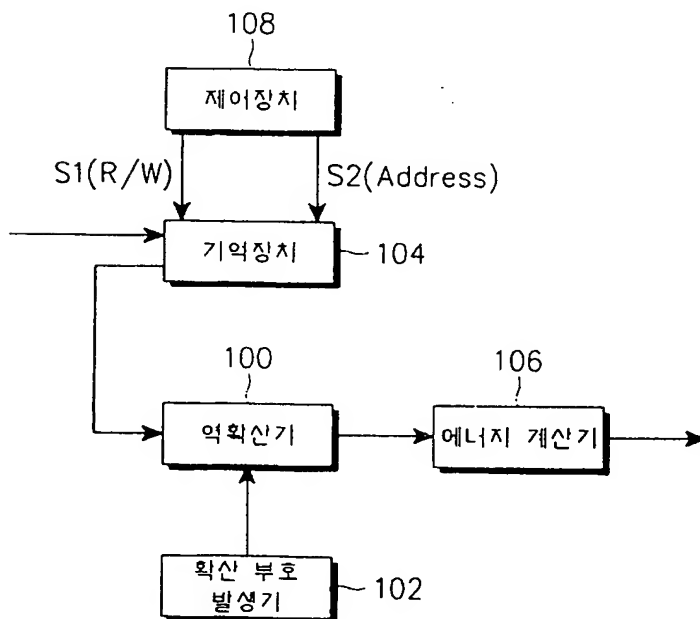 108
제어장치
S1(R/W)
S2(Address)
기억장치
104
100
106
역확산기
에너지 계산기
확산 부호
발생기
102